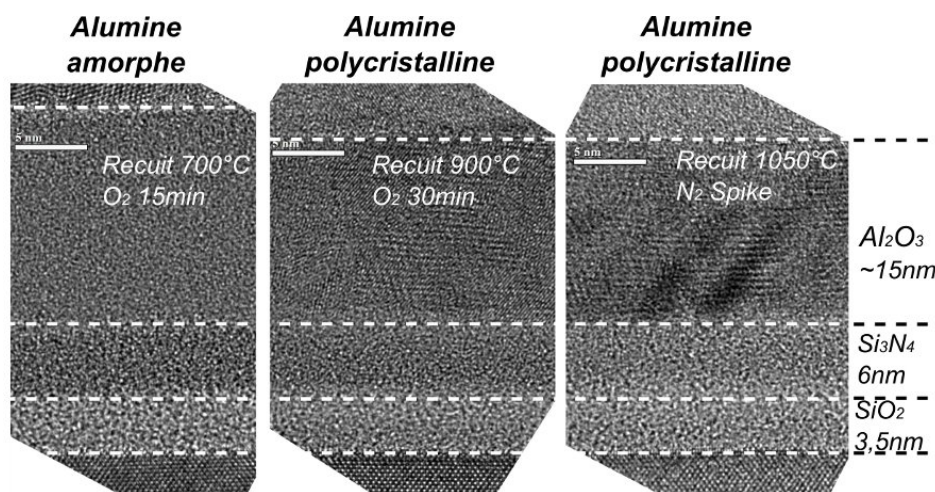 Alumine
amorphe
Alumine
polycristalline
Alumine
polycristalline
5 nm
Recuit 700°C
O₂ 15min
5 nm
Recuit 900°C
O₂ 30min
5 nm
Recuit 1050°C
N₂ Spike
Al₂O₃
~15nm
Si₃N₄
6nm
SiO₂
3,5nm